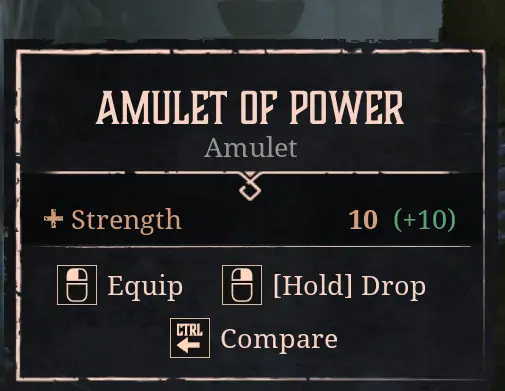 AMULET OF POWER
Amulet
Strength 10 (+10)
Equip [Hold] Drop
CTRL Compare